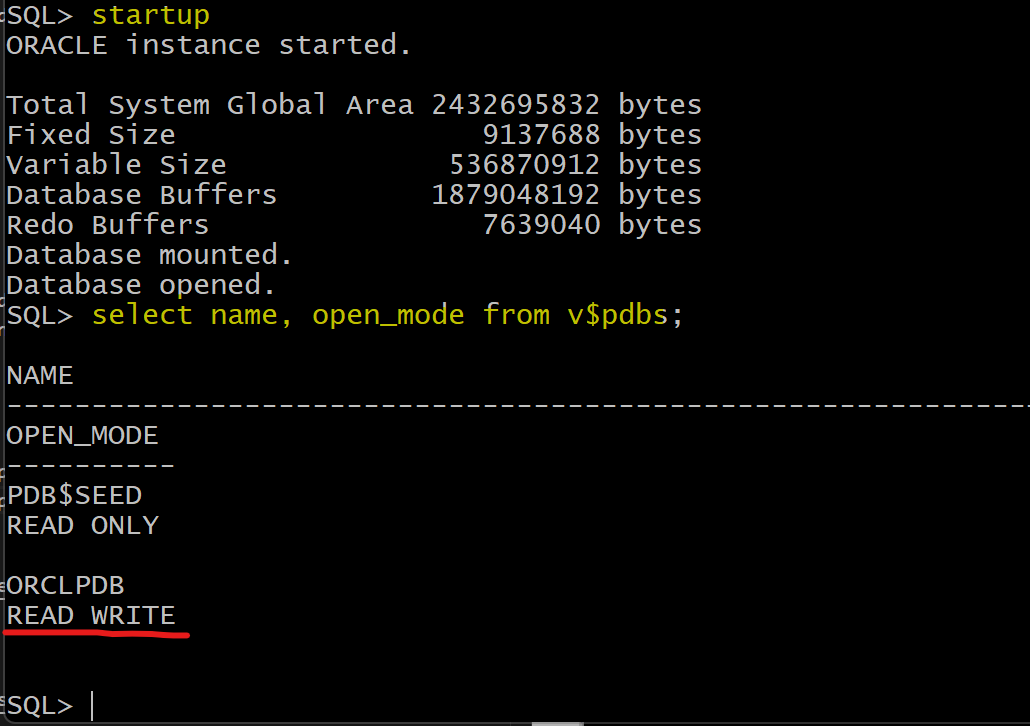 SQL> startup
ORACLE instance started.
Total System Global Area 2432695832 bytes
Fixed Size 9137688 bytes
Variable Size 536870912 bytes
Database Buffers 1879048192 bytes
Redo Buffers 7639040 bytes
Database mounted.
Database opened.
SQL> select name, open_mode from v$pdbs;
NAME
--------------------------------------------------------------
OPEN_MODE
----------
PDB$SEED
READ ONLY
ORCLPDB
READ WRITE
SQL>